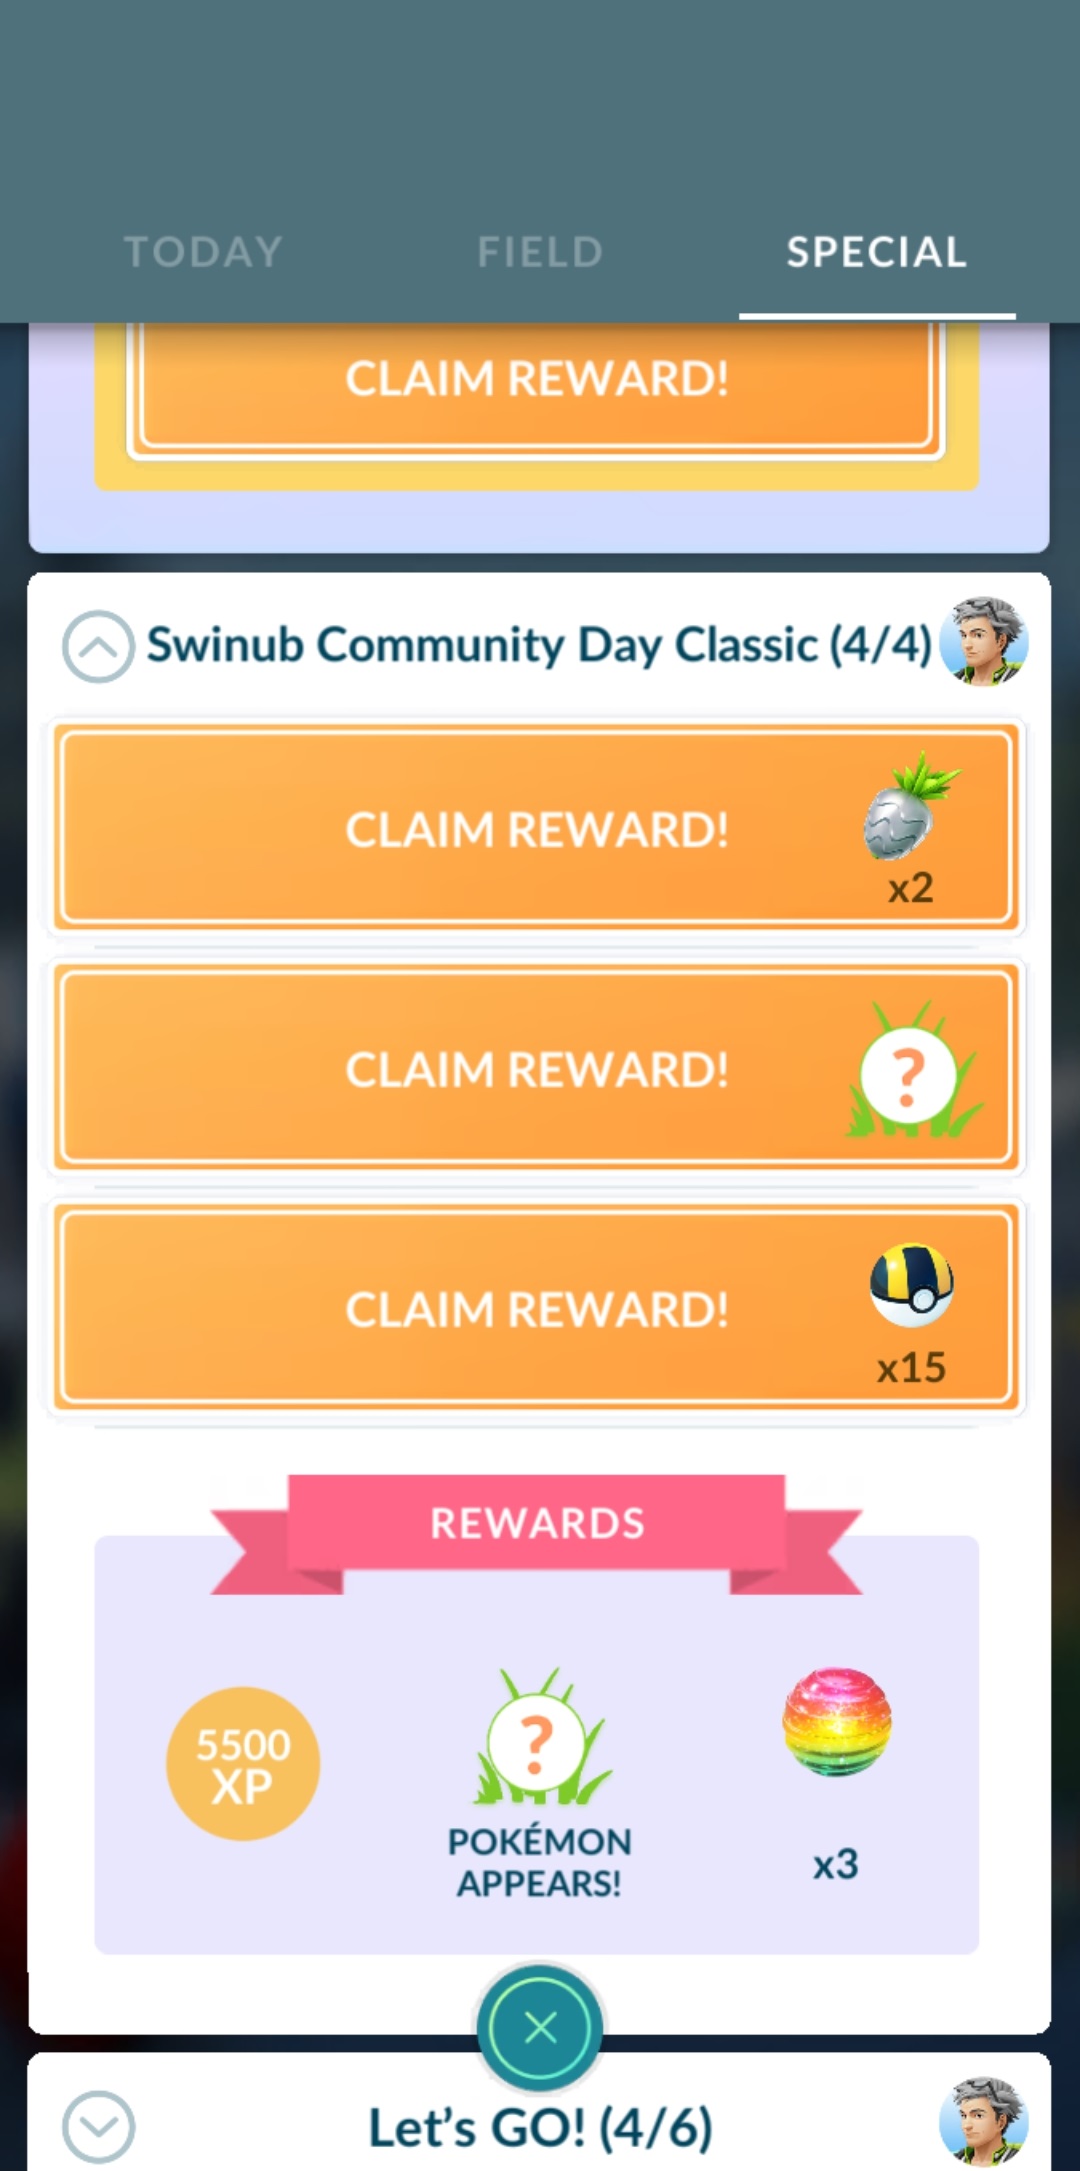 TODAY
FIELD
SPECIAL
CLAIM REWARD!
Swinub Community Day Classic (4/4)
CLAIM REWARD!
x2
CLAIM REWARD!
?
CLAIM REWARD!
x15
REWARDS
5500
XP
?
POKÉMON
APPEARS!
x3
Let's GO! (4/6)